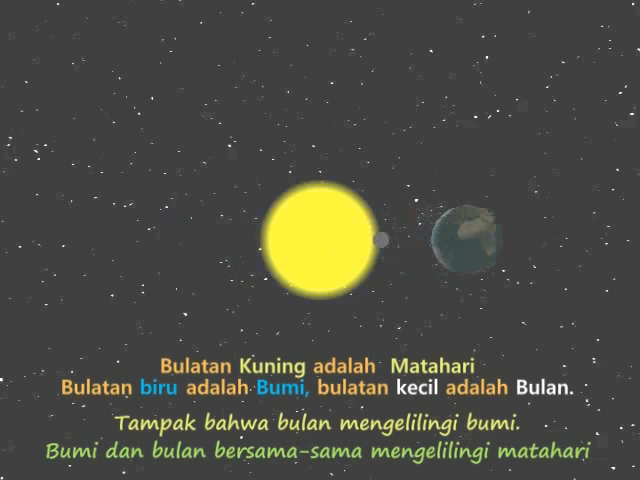 Bulatan Kuning adalah Matahari
Bulatan biru adalah Bumi, bulatan kecil adalah Bulan.
Tampak bahwa bulan mengelilingi bumi.
Bumi dan bulan bersama-sama mengelilingi matahari